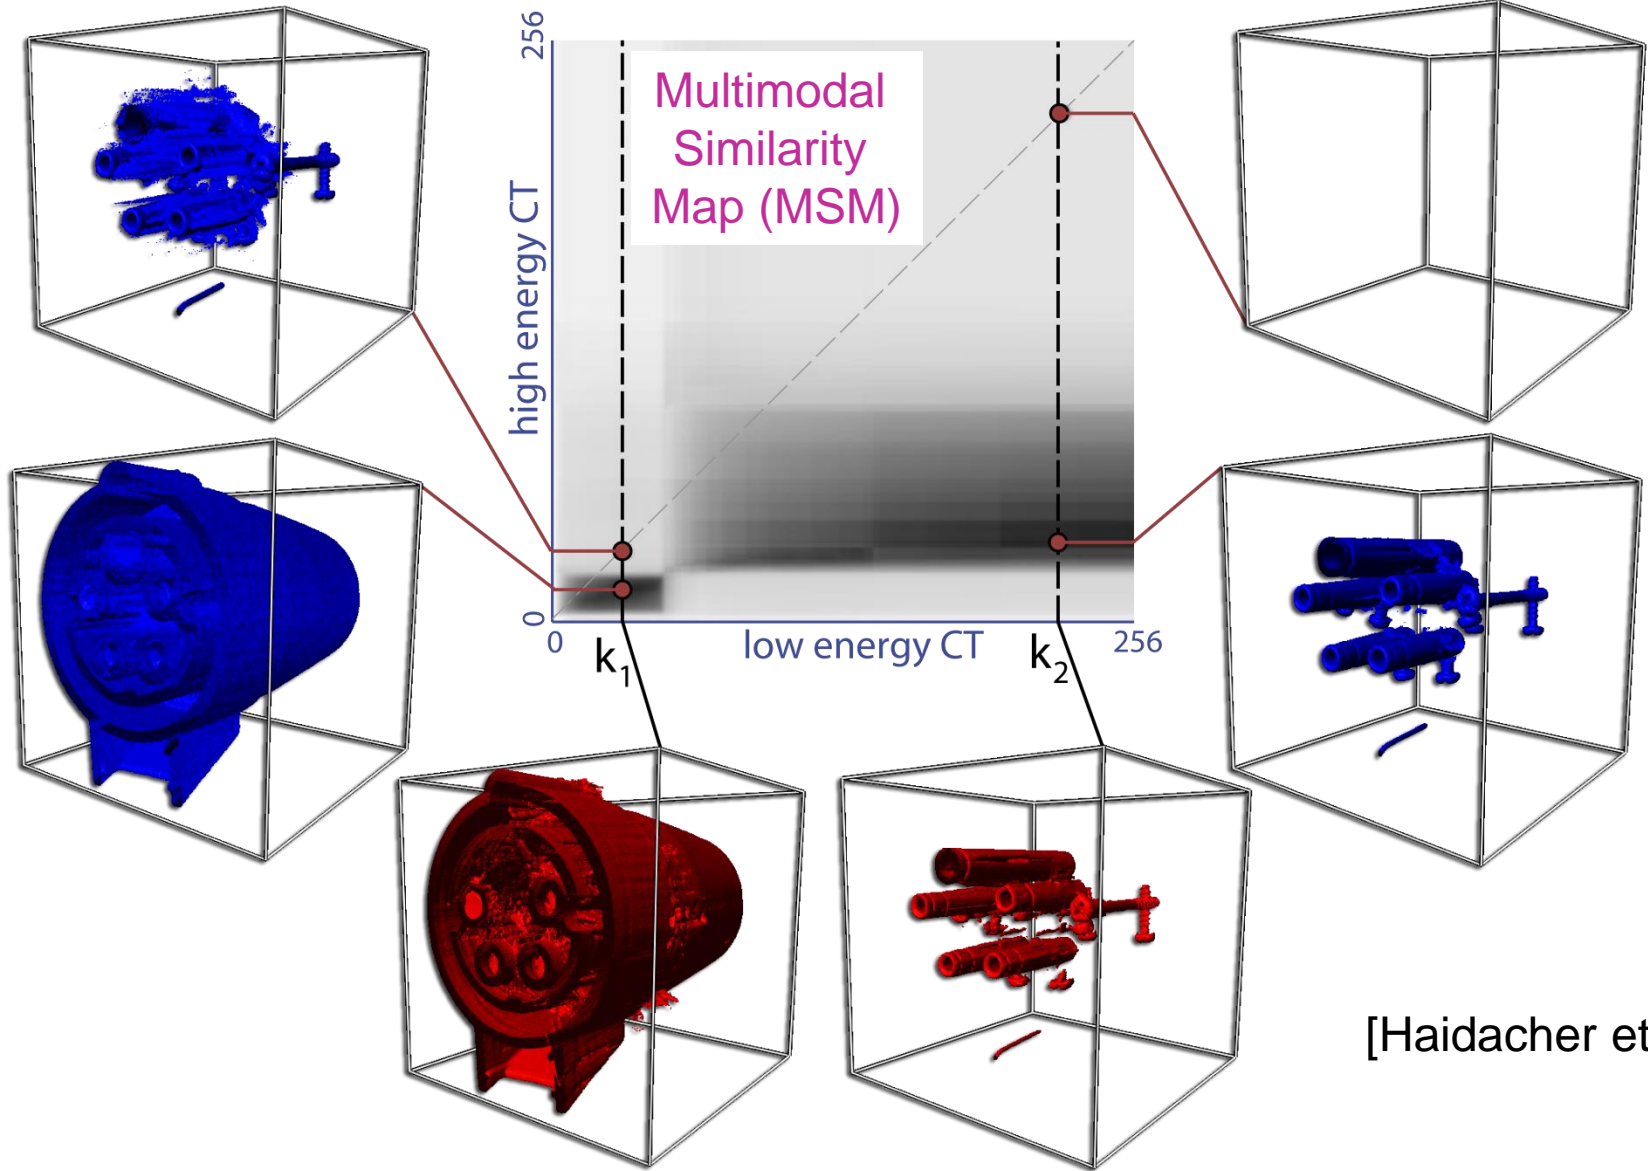 256
high energy CT
0
Multimodal
Similarity
Map (MSM)
0
low energy CT
256
k1
k2
[Haidacher et